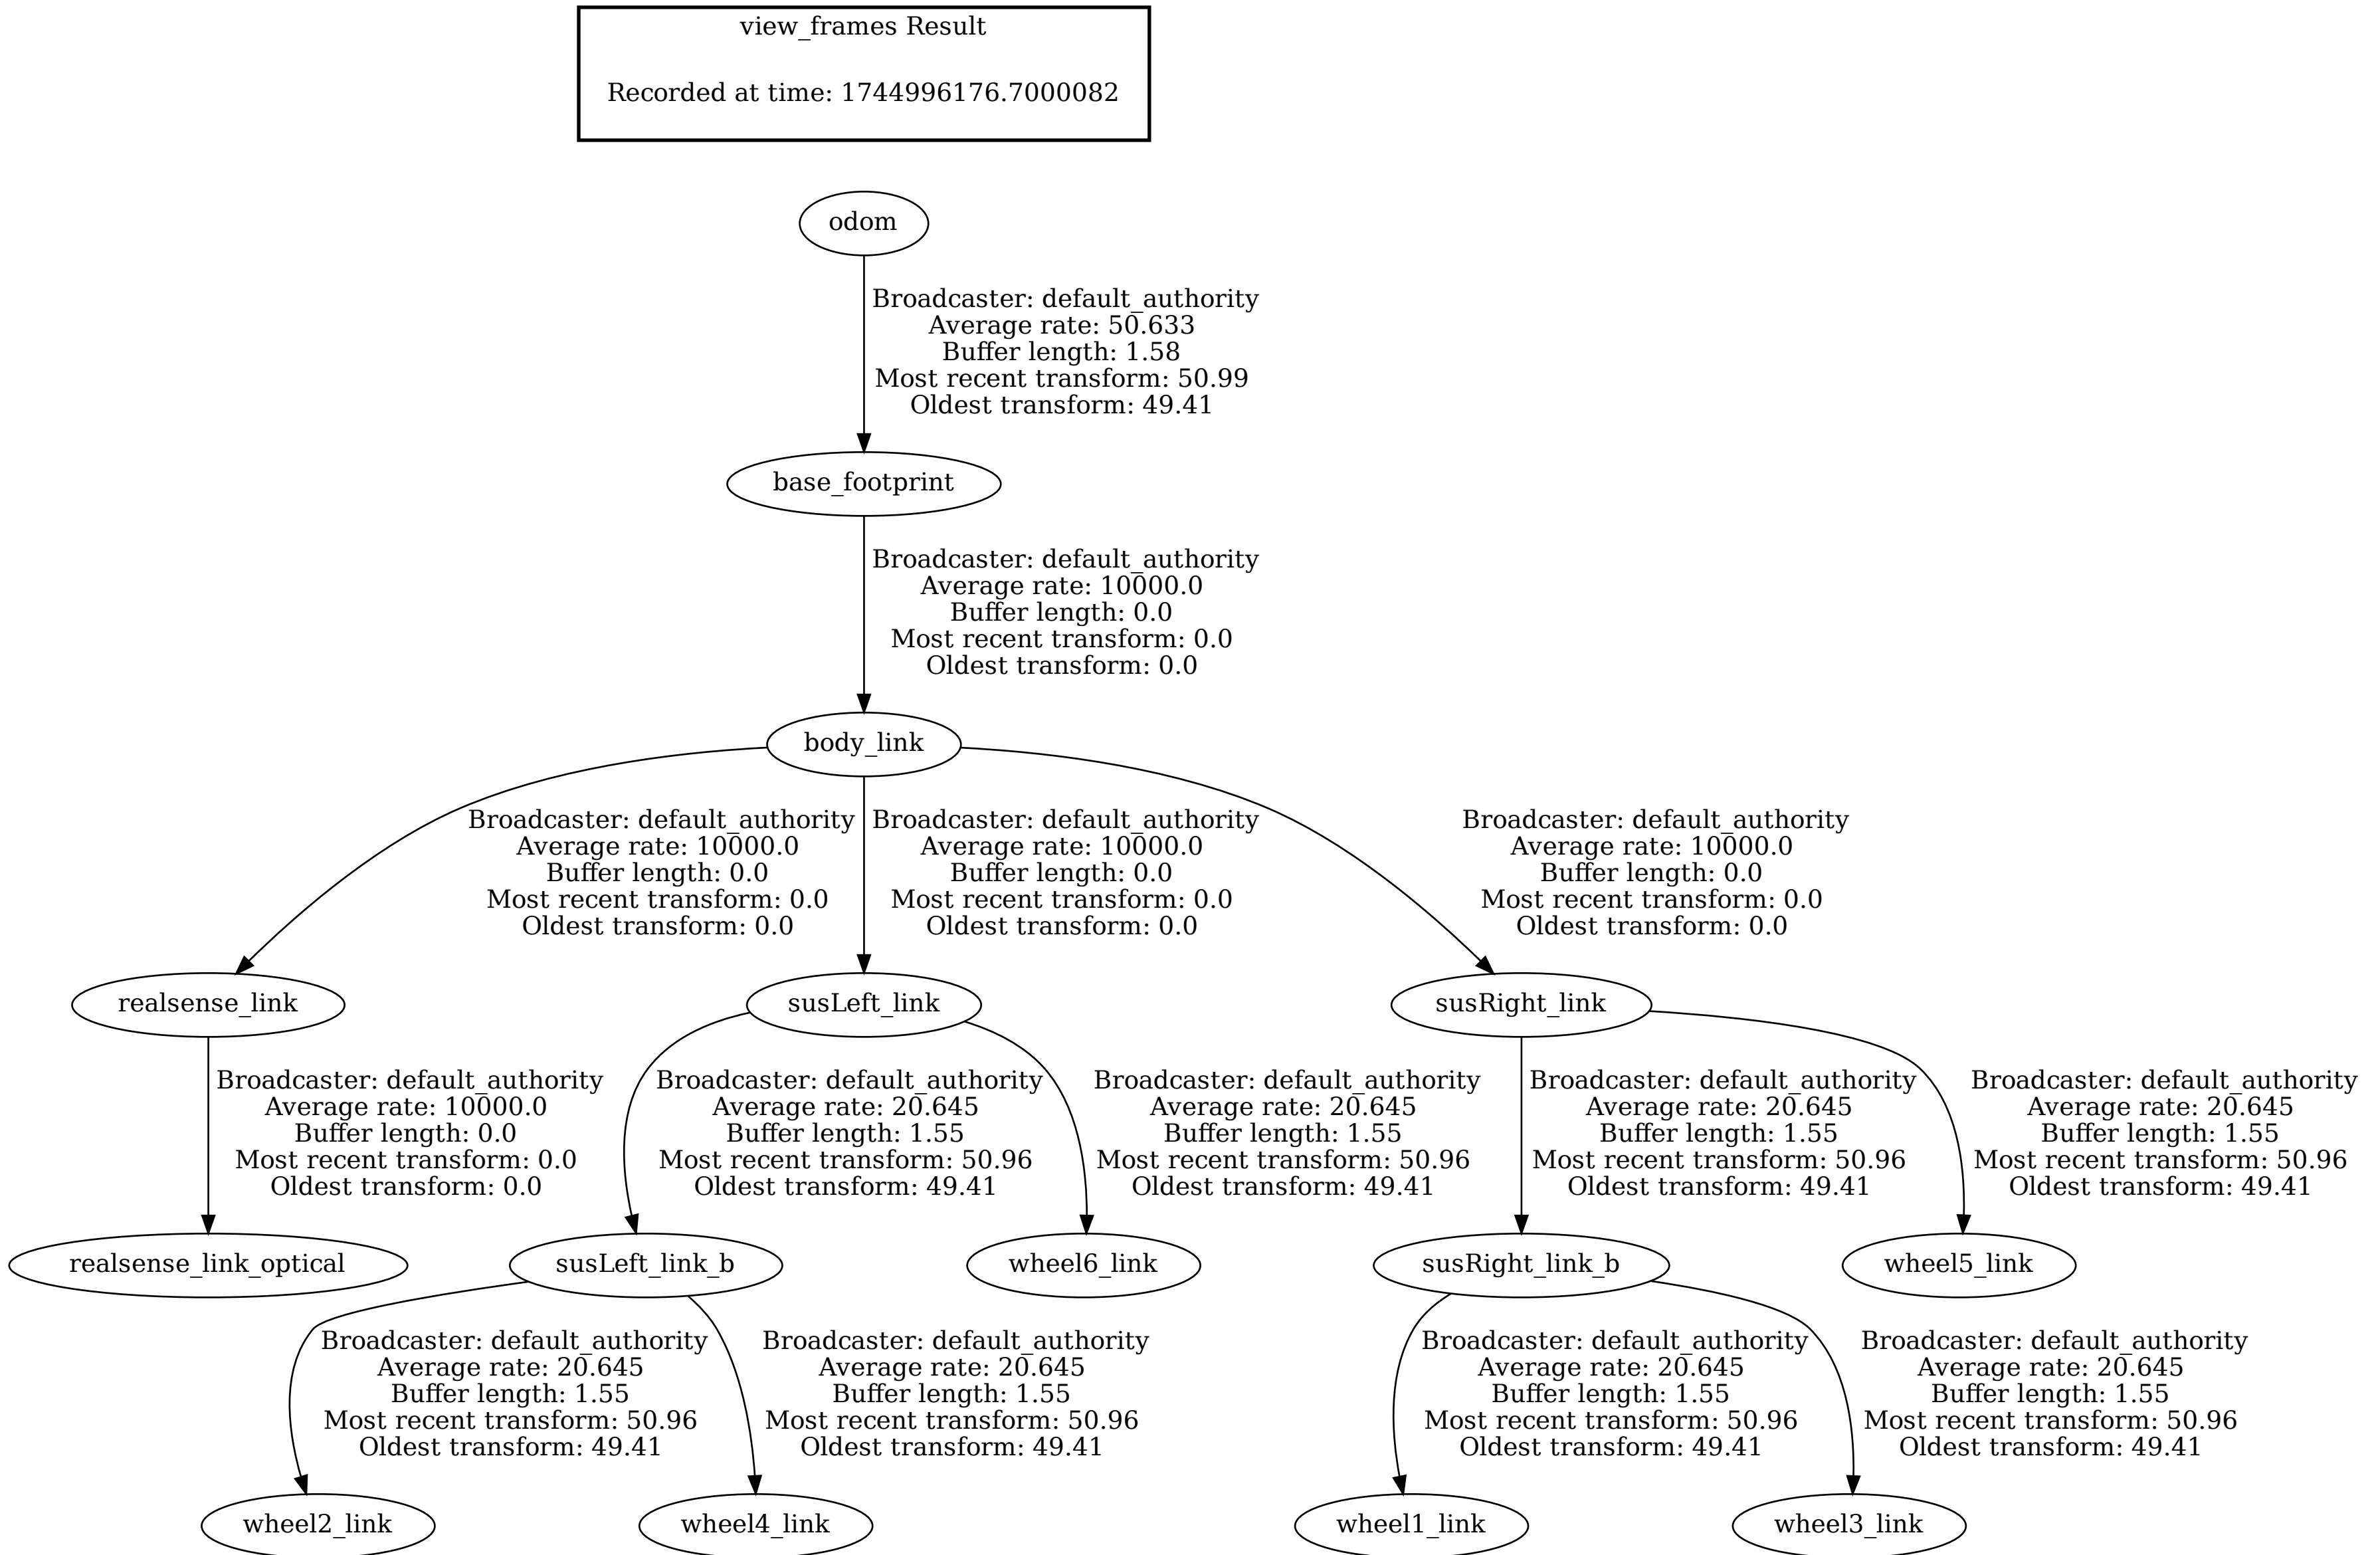 view_frames Result
Recorded at time: 1744996176.7000082
odom
Broadcaster: default_authority
Average rate: 50.633
Buffer length: 1.58
Most recent transform: 50.99
Oldest transform: 49.41
base_footprint
Broadcaster: default_authority
Average rate: 10000.0
Buffer length: 0.0
Most recent transform: 0.0
Oldest transform: 0.0
body_link
Broadcaster: default_authority
Average rate: 10000.0
Buffer length: 0.0
Most recent transform: 0.0
Oldest transform: 0.0
Broadcaster: default_authority
Average rate: 10000.0
Buffer length: 0.0
Most recent transform: 0.0
Oldest transform: 0.0
Broadcaster: default_authority
Average rate: 10000.0
Buffer length: 0.0
Most recent transform: 0.0
Oldest transform: 0.0
realsense_link
susLeft_link
susRight_link
Broadcaster: default_authority
Average rate: 10000.0
Buffer length: 0.0
Most recent transform: 0.0
Oldest transform: 0.0
Broadcaster: default_authority
Average rate: 20.645
Buffer length: 1.55
Most recent transform: 50.96
Oldest transform: 49.41
Broadcaster: default_authority
Average rate: 20.645
Buffer length: 1.55
Most recent transform: 50.96
Oldest transform: 49.41
Broadcaster: default_authority
Average rate: 20.645
Buffer length: 1.55
Most recent transform: 50.96
Oldest transform: 49.41
Broadcaster: default_authority
Average rate: 20.645
Buffer length: 1.55
Most recent transform: 50.96
Oldest transform: 49.41
realsense_link_optical
susLeft_link_b
wheel6_link
susRight_link_b
wheel5_link
Broadcaster: default_authority
Average rate: 20.645
Buffer length: 1.55
Most recent transform: 50.96
Oldest transform: 49.41
Broadcaster: default_authority
Average rate: 20.645
Buffer length: 1.55
Most recent transform: 50.96
Oldest transform: 49.41
Broadcaster: default_authority
Average rate: 20.645
Buffer length: 1.55
Most recent transform: 50.96
Oldest transform: 49.41
Broadcaster: default_authority
Average rate: 20.645
Buffer length: 1.55
Most recent transform: 50.96
Oldest transform: 49.41
wheel2_link
wheel4_link
wheel1_link
wheel3_link